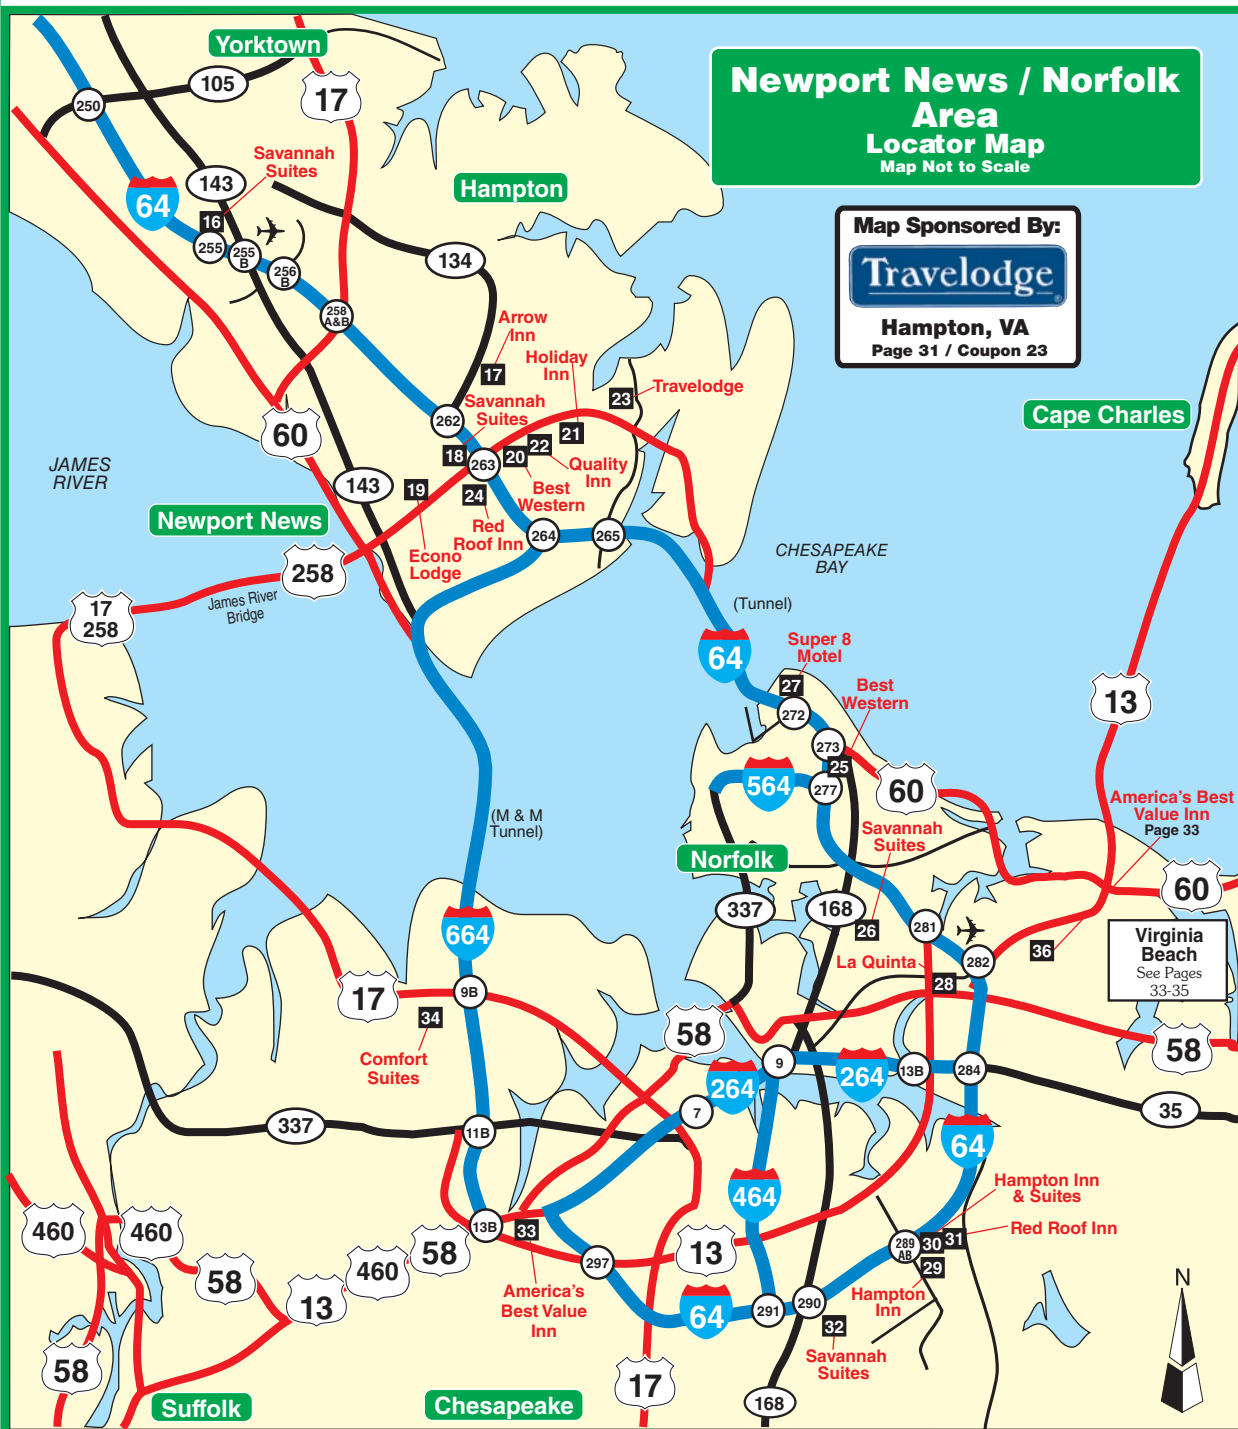 Newport News / Norfolk
Area
Locator Map
Map Not to Scale
Map Sponsored By:
Travelodge
®
Hampton, VA
Page 31 / Coupon 23
Yorktown
105
17
250
Savannah
Suites
143
64
16
255
255
B
256
B
Hampton
134
258
A&B
Arrow
Inn
17
Holiday
Inn
23
Travelodge
Savannah
Suites
262
21
22
18
263
20
Quality
Inn
60
Cape Charles
JAMES
RIVER
143
19
24
Best
Western
Newport News
Red
Roof Inn
264
265
Econo
Lodge
258
CHESAPEAKE
BAY
James River
Bridge
17
258
(Tunnel)
64
Super 8
Motel
27
272
Best
Western
13
273
25
564
277
60
(M & M
Tunnel)
America's Best
Value Inn
Page 33
Savannah
Suites
Norfolk
60
337
168
26
281
664
282
36
La Quinta
28
Virginia
Beach
See Pages
33-35
9B
17
34
Comfort
Suites
58
58
9
264
264
13B
284
7
35
337
11B
64
464
Hampton Inn
& Suites
460
460
13B
33
58
Red Roof Inn
30
31
289
AB
29
13
297
58
460
13
Hampton
Inn
America's
Best Value
Inn
64
291
290
32
Savannah
Suites
N
58
17
168
Suffolk
Chesapeake